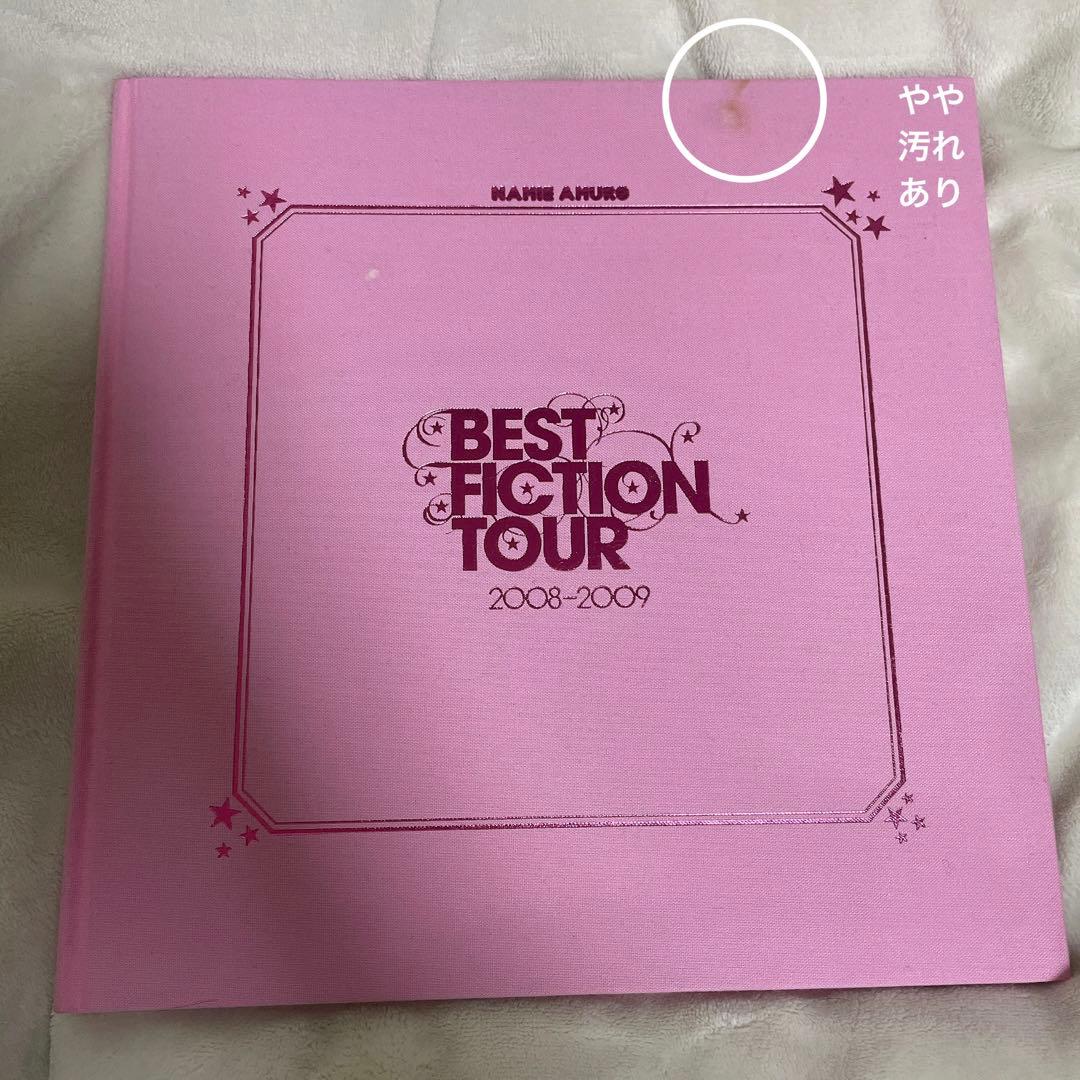 やや
汚れ
あり
NAMIE AMURO
BEST
FICTION
TOUR
2008-2009